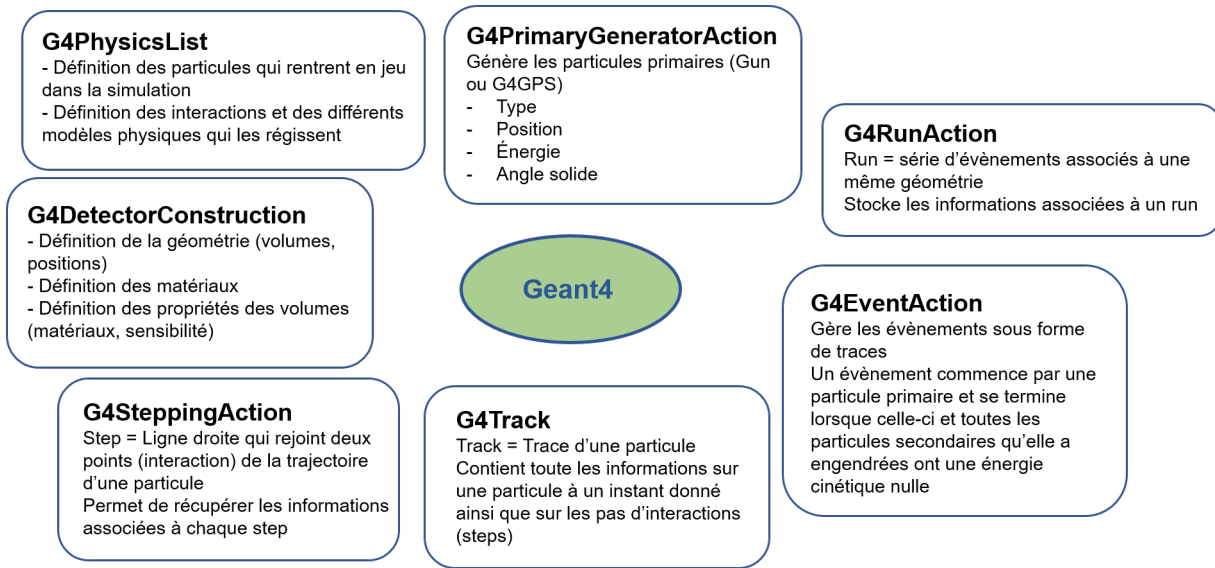 G4PhysicsList
- Définition des particules qui rentrent en jeu
dans la simulation
- Définition des interactions et des différents
modèles physiques qui les régissent
G4PrimaryGeneratorAction
Génère les particules primaires (Gun
ou G4GPS)
- Type
- Position
- Énergie
- Angle solide
G4RunAction
Run = série d’évènements associés à une
même géométrie
Stocke les informations associées à un run
G4DetectorConstruction
- Définition de la géométrie (volumes,
positions)
- Définition des matériaux
- Définition des propriétés des volumes
(matériaux, sensibilité)
Geant4
G4EventAction
Gère les évènements sous forme
de traces
Un évènement commence par une
particule primaire et se termine
lorsque celle-ci et toutes les
particules secondaires qu’elle a
engendrées ont une énergie
cinétique nulle
G4SteppingAction
Step = Ligne droite qui rejoint deux
points (interaction) de la trajectoire
d’une particule
Permet de récupérer les informations
associées à chaque step
G4Track
Track = Trace d’une particule
Contient toute les informations sur
une particule à un instant donné
ainsi que sur les pas d’interactions
(steps)